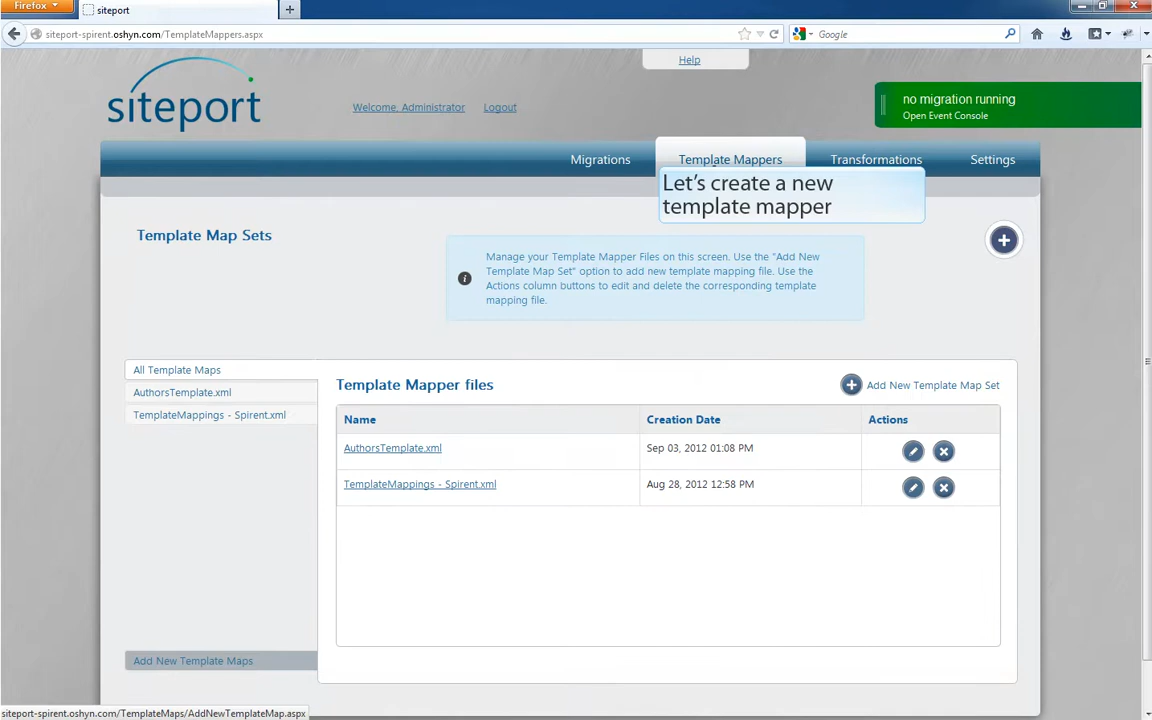 Firefox
siteport
siteport-spirent.oshyn.com/TemplateMappers.aspx
Google
Help
siteport
Welcome, Administrator
Logout
no migration running
Open Event Console
Migrations
Template Mappers
Transformations
Settings
Let's create a new
template mapper
Template Map Sets
Manage your Template Mapper Files on this screen. Use the "Add New
Template Map Set" option to add new template mapping file. Use the
Actions column buttons to edit and delete the corresponding template
mapping file.
All Template Maps
AuthorsTemplate.xml
TemplateMappings - Spirent.xml
Template Mapper files
Add New Template Map Set
Name
Creation Date
Actions
AuthorsTemplate.xml
Sep 03, 2012 01:08 PM
TemplateMappings - Spirent.xml
Aug 28, 2012 12:58 PM
Add New Template Maps
siteport-spirent.oshyn.com/TemplateMaps/AddNewTemplateMap.aspx